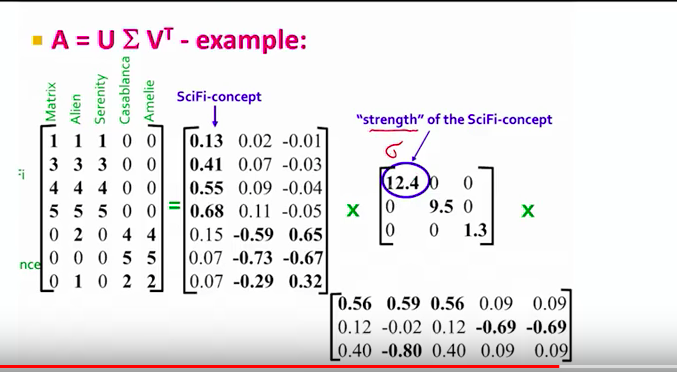 A = U Σ Vᵀ - example:
Matrix
Alien
Serenity
Casablanca
Amelie
SciFi-concept
"strength" of the SciFi-concept
σ
1 1 1 0 0
3 3 3 0 0
4 4 4 0 0
5 5 5 0 0
0 2 0 4 4
0 0 0 5 5
0 1 0 2 2
=
0.13 0.02 -0.01
0.41 0.07 -0.03
0.55 0.09 -0.04
0.68 0.11 -0.05
0.15 -0.59 0.65
0.07 -0.73 -0.67
0.07 -0.29 0.32
x
12.4 0 0
0 9.5 0
0 0 1.3
x
0.56 0.59 0.56 0.09 0.09
0.12 -0.02 0.12 -0.69 -0.69
0.40 -0.80 0.40 0.09 0.09
nce